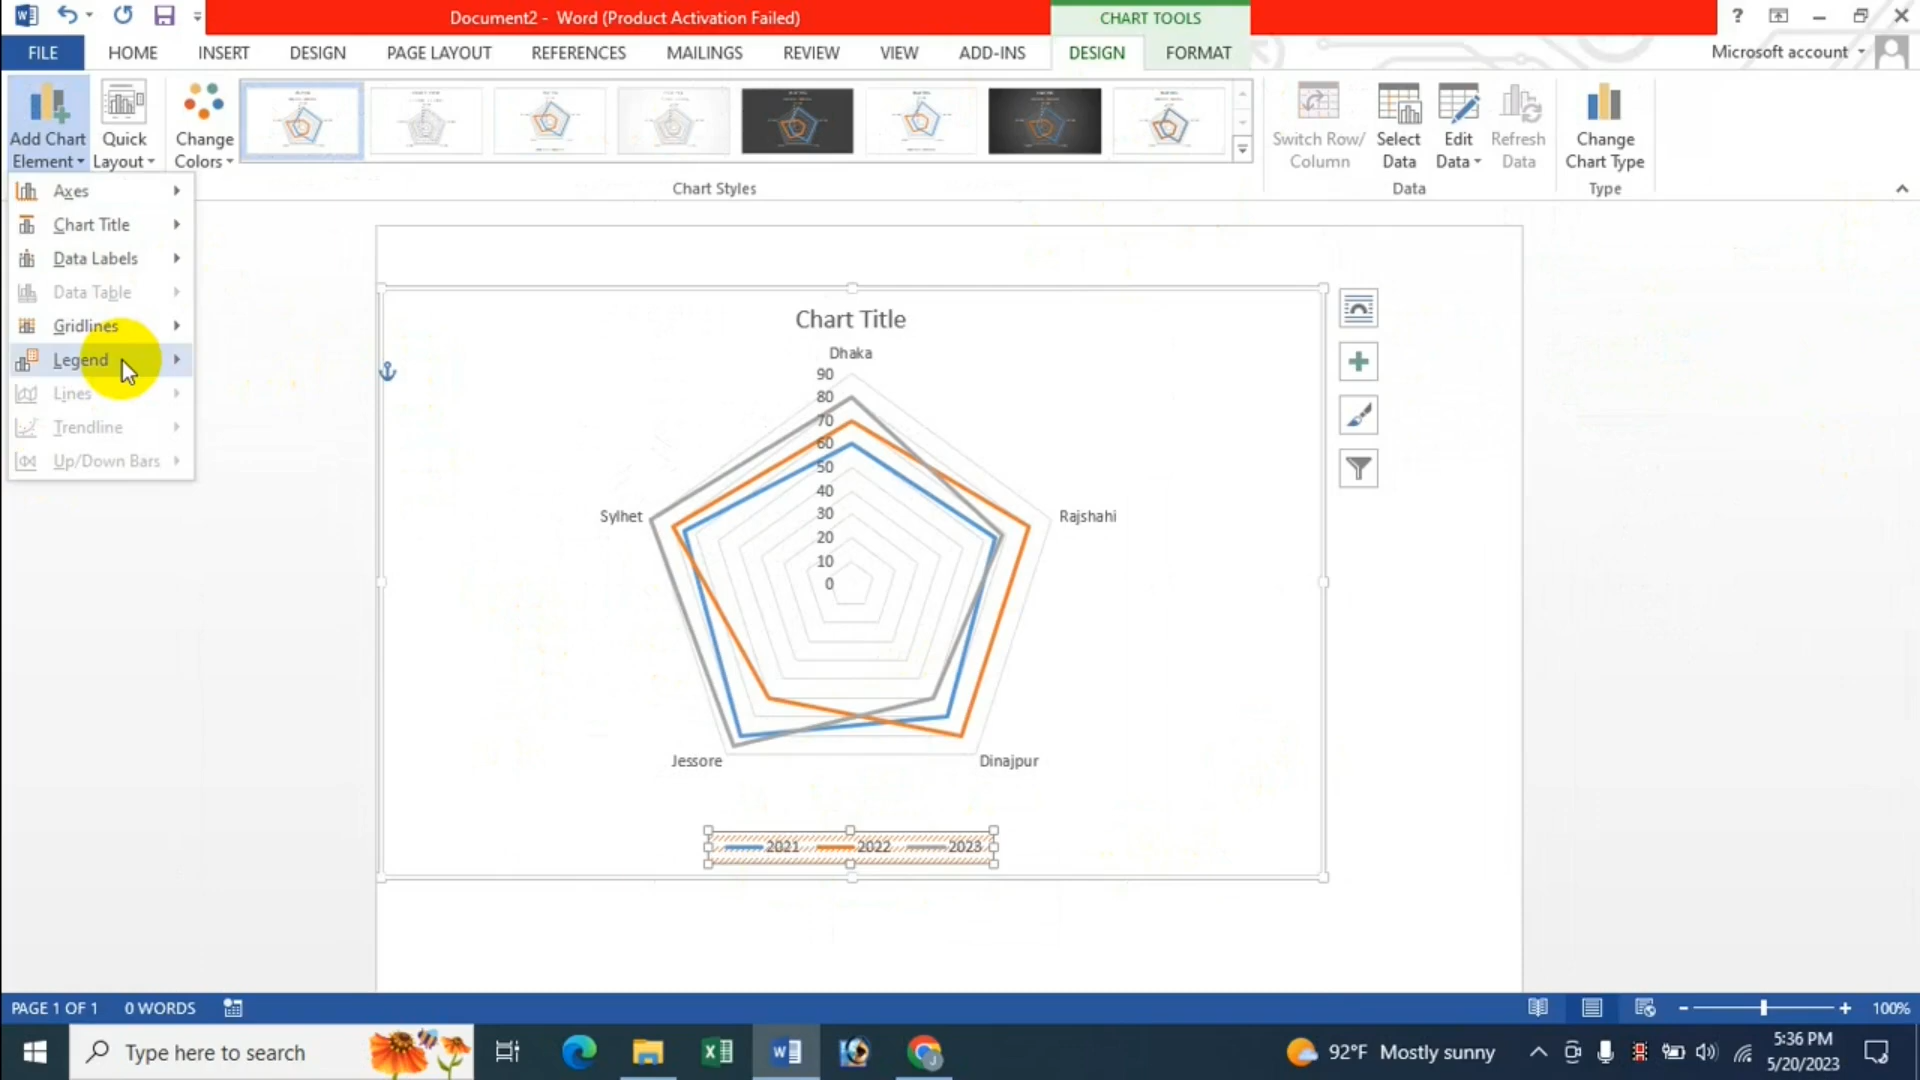 Document2 - Word (Product Activation Failed)
CHART TOOLS
?
FILE
HOME
INSERT
DESIGN
PAGE LAYOUT
REFERENCES
MAILINGS
REVIEW
VIEW
ADD-INS
DESIGN
FORMAT
Microsoft account
Add Chart
Element
Quick
Layout
Change
Colors
Switch Row/
Column
Select
Data
Edit
Data
Refresh
Data
Change
Chart Type
Chart Styles
Data
Type
Axes
Chart Title
Data Labels
Data Table
Gridlines
Legend
Lines
Trendline
Up/Down Bars
Chart Title
Dhaka
90
80
70
60
50
40
30
20
10
0
Sylhet
Rajshahi
Jessore
Dinajpur
2021 2022 2023
PAGE 1 OF 1
0 WORDS
100%
Type here to search
92°F Mostly sunny
5:36 PM
5/20/2023